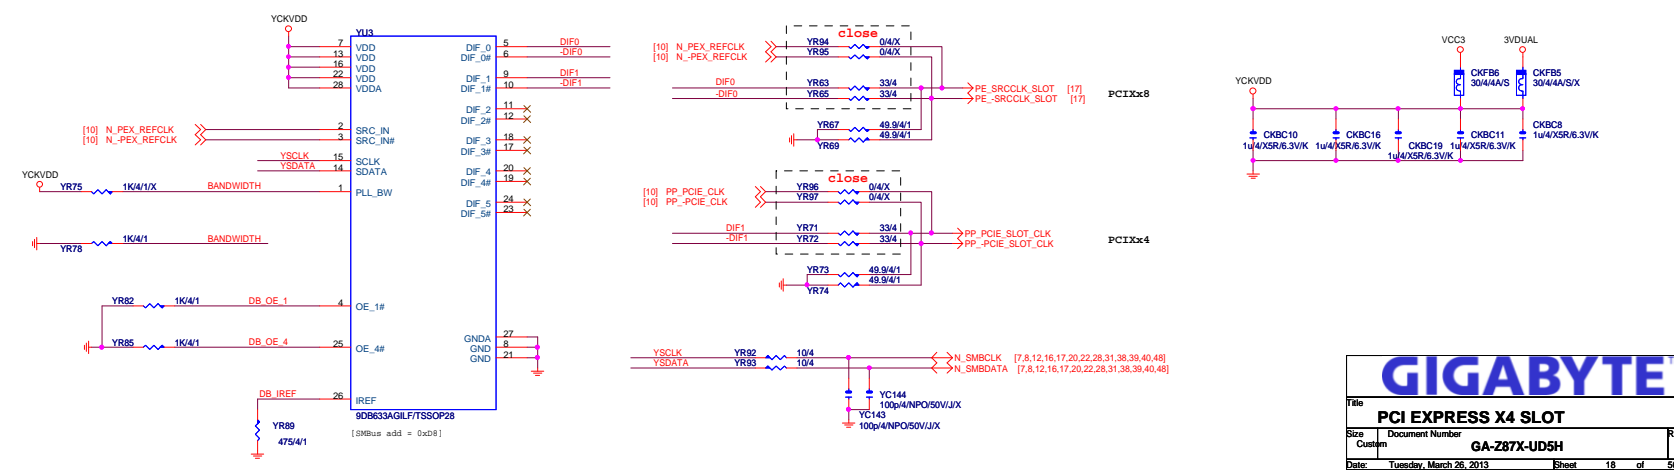 YCKVDD
YU3
7 VDD
13 VDD
16 VDD
22 VDD
28 VDDA
[10] N_PEX_REFCLK 2 SRC_IN
[10] N_-PEX_REFCLK 3 SRC_IN#
YSCLK 15 SCLK
YSDATA 14 SDATA
YCKVDD
YR75 1K/4/1/X BANDWIDTH 1 PLL_BW
YR78 1K/4/1 BANDWIDTH
YR82 1K/4/1 DB_OE_1 4 OE_1#
YR85 1K/4/1 DB_OE_4 25 OE_4#
DB_IREF 26 IREF
YR89
475/4/1
DIF_0 5 DIF0
DIF_0# 6 -DIF0
DIF_1 9 DIF1
DIF_1# 10 -DIF1
DIF_2 11
DIF_2# 12
DIF_3 18
DIF_3# 17
DIF_4 20
DIF_4# 19
DIF_5 24
DIF_5# 23
GNDA 27
GND 8
GND 21
9DB633AGILF/TSSOP28
[SMBus add = 0xD8]
close
[10] N_PEX_REFCLK YR94 0/4/X
[10] N_-PEX_REFCLK YR95 0/4/X
DIF0 YR63 33/4 PE_SRCCLK_SLOT [17]
-DIF0 YR65 33/4 PE_-SRCCLK_SLOT [17]
PCIXx8
YR67 49.9/4/1
YR69 49.9/4/1
close
[10] PP_PCIE_CLK YR96 0/4/X
[10] PP_-PCIE_CLK YR97 0/4/X
DIF1 YR71 33/4 PP_PCIE_SLOT_CLK
-DIF1 YR72 33/4 PP_-PCIE_SLOT_CLK
PCIXx4
YR73 49.9/4/1
YR74 49.9/4/1
YSCLK YR92 10/4 N_SMBCLK [7,8,12,16,17,20,22,28,31,38,39,40,48]
YSDATA YR93 10/4 N_SMBDATA [7,8,12,16,17,20,22,28,31,38,39,40,48]
YC144
100p/4/NPO/50V/J/X
YC143
100p/4/NPO/50V/J/X
VCC3 3VDUAL
CKFB6
30/4/4A/S
CKFB5
30/4/4A/S/X
YCKVDD
CKBC10
1u/4/X5R/6.3V/K
CKBC16
1u/4/X5R/6.3V/K
CKBC19
1u/4/X5R/6.3V/K
CKBC11
1u/4/X5R/6.3V/K
CKBC8
1u/4/X5R/6.3V/K
GIGABYTE
Title
PCI EXPRESS X4 SLOT
Size Document Number
Custom GA-Z87X-UD5H
Date: Tuesday, March 26, 2013 Sheet 18 of